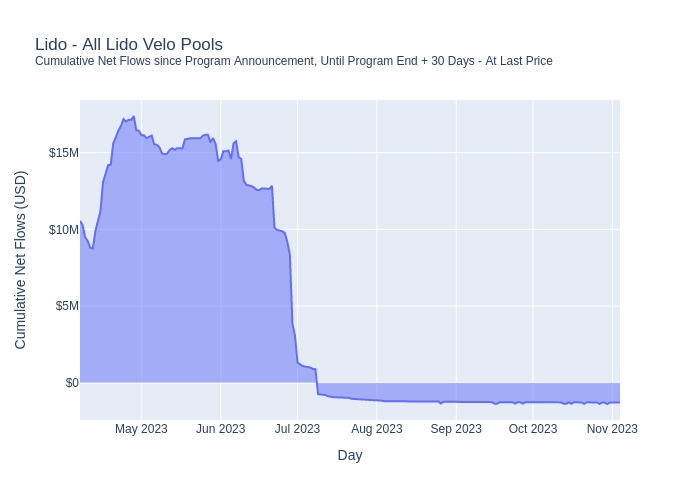 Lido - All Lido Velo Pools
Cumulative Net Flows since Program Announcement, Until Program End + 30 Days - At Last Price
Cumulative Net Flows (USD)
$15M
$10M
$5M
$0
May 2023
Jun 2023
Jul 2023
Aug 2023
Sep 2023
Oct 2023
Nov 2023
Day